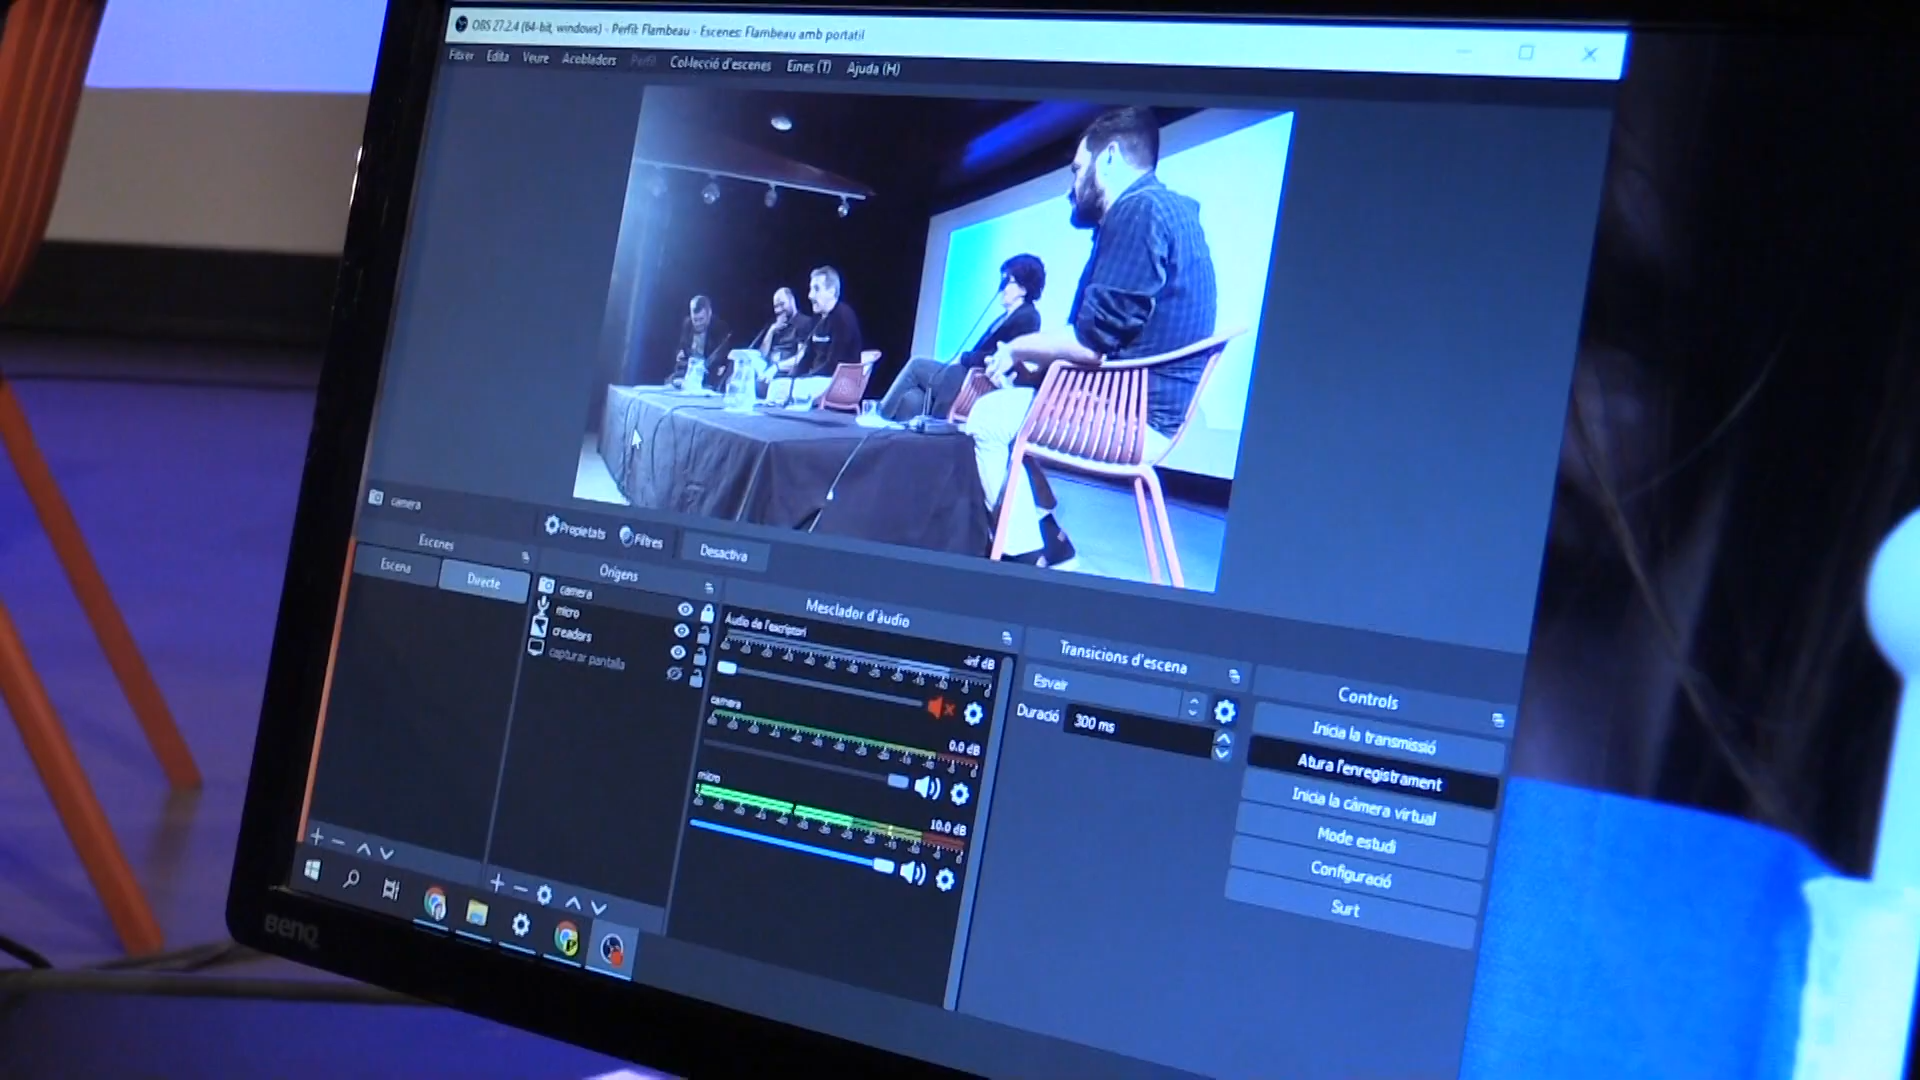 OBS 27.2.4 (64-bit, windows) - Perfil: Flambeau - Escenes: Flambeau amb portatil
Fitxer Edita Veure Acobladors Perfil Col·lecció d'escenes Eines (T) Ajuda (H)
camera
Propietats Filtres Desactiva
Escenes
Escena Directe
Orígens
camera
micro
creadors
capturar pantalla
Mesclador d'àudio
Àudio de l'escriptori
-inf dB
camera
0.0 dB
micro
10.0 dB
Transicions d'escena
Esvair
Duració 300 ms
Controls
Inicia la transmissió
Atura l'enregistrament
Inicia la càmera virtual
Mode estudi
Configuració
Surt
BenQ